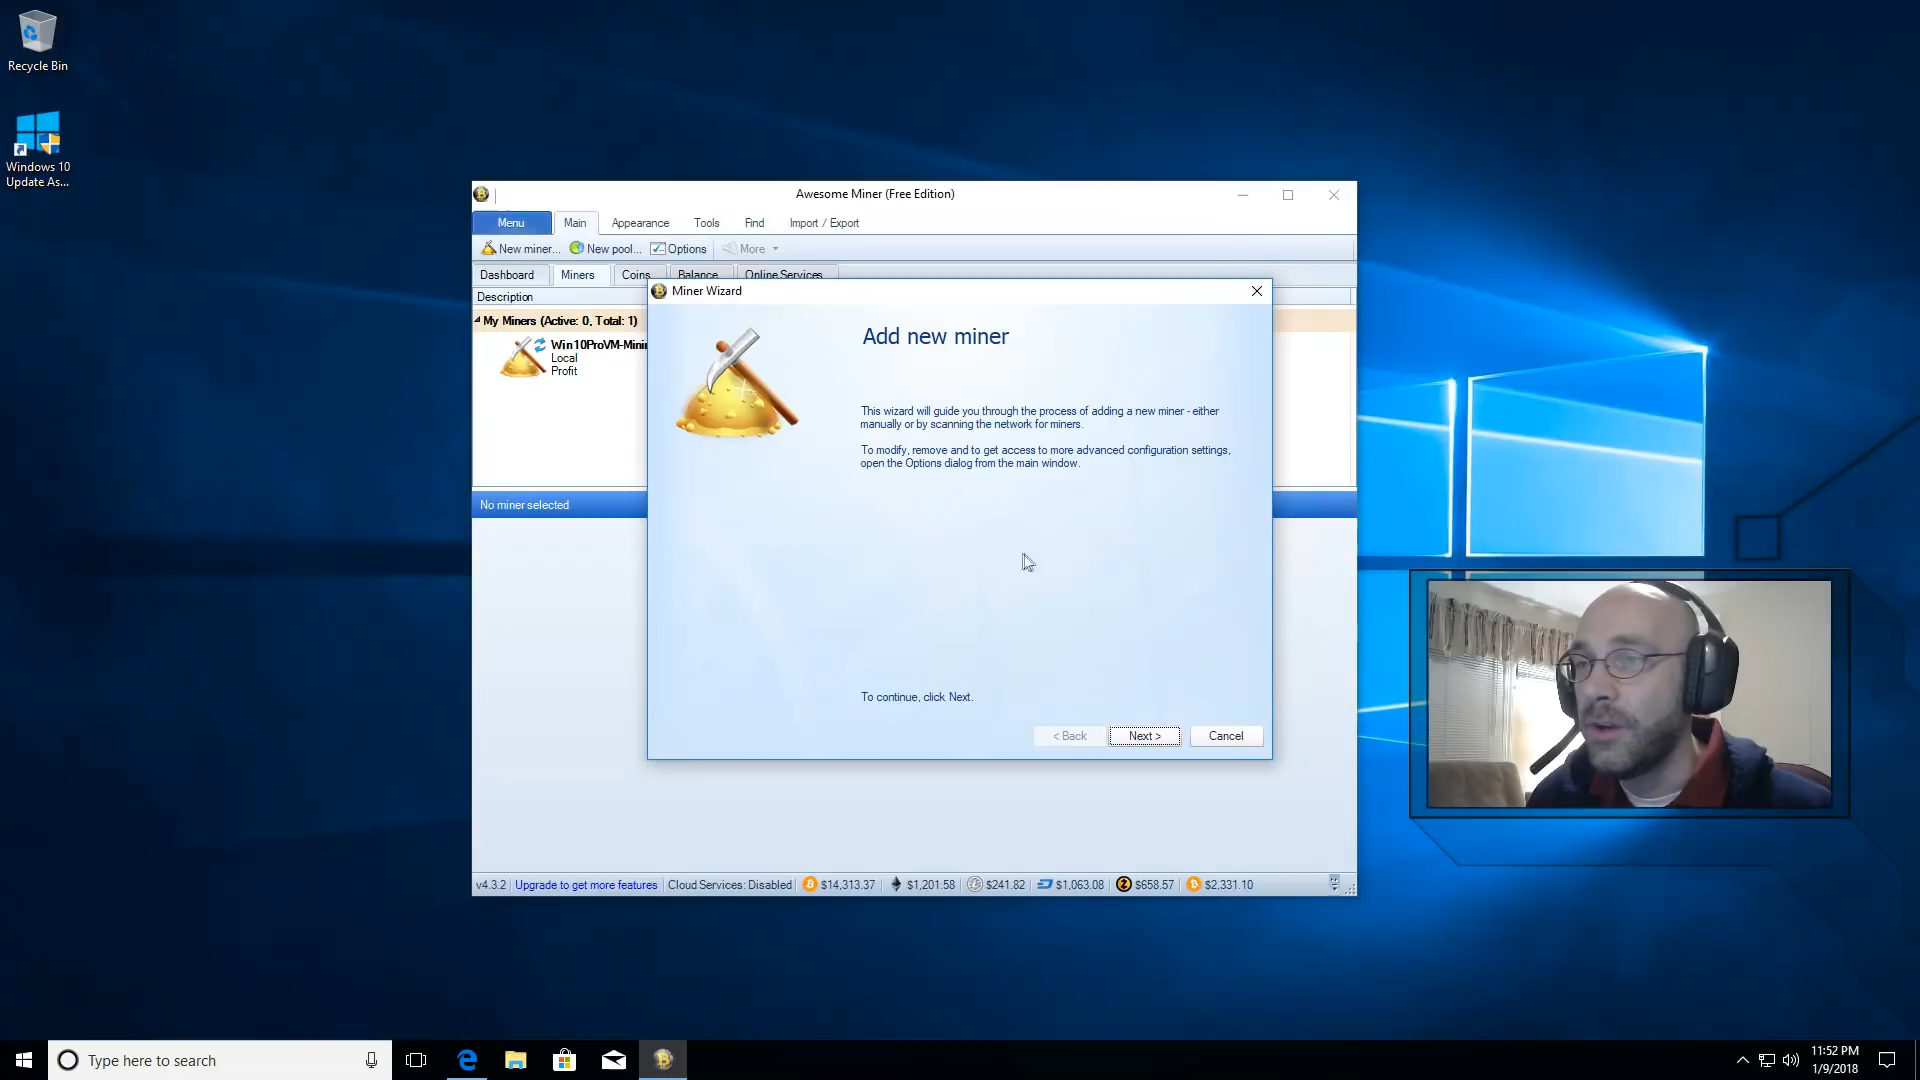 Recycle Bin
Windows 10
Update As...
Awesome Miner (Free Edition)
Menu Main Appearance Tools Find Import / Export
New miner... New pool... Options More
Dashboard Miners Coins Balance Online Services
Description
My Miners (Active: 0, Total: 1)
Win10ProVM-Minin
Local
Profit
No miner selected
Miner Wizard
Add new miner
This wizard will guide you through the process of adding a new miner - either
manually or by scanning the network for miners.
To modify, remove and to get access to more advanced configuration settings,
open the Options dialog from the main window.
To continue, click Next.
< Back Next > Cancel
v4.3.2 Upgrade to get more features Cloud Services: Disabled $14,313.37 $1,201.58 $241.82 $1,063.08 $658.57 $2,331.10
Type here to search
11:52 PM
1/9/2018